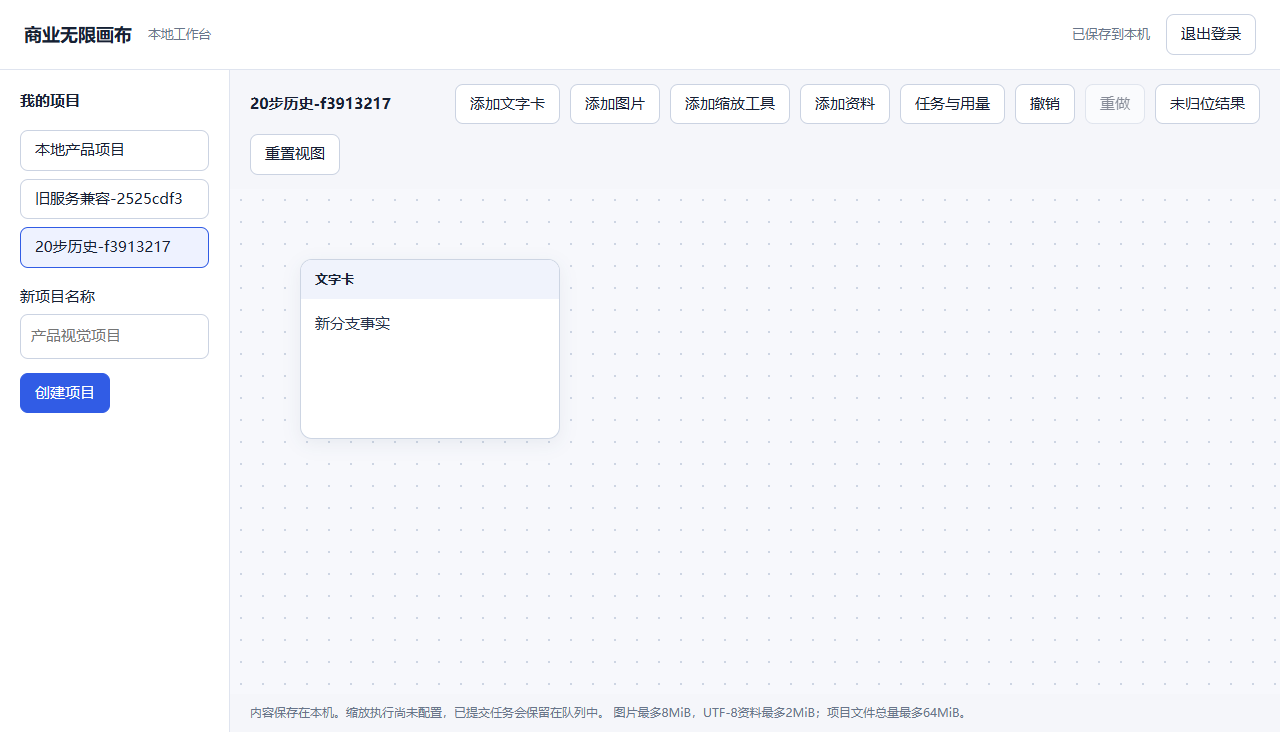 商业无限画布 本地工作台 已保存到本机 退出登录
我的项目
本地产品项目
旧服务兼容-2525cdf3
20步历史-f3913217
新项目名称
产品视觉项目
创建项目
20步历史-f3913217 添加文字卡 添加图片 添加缩放工具 添加资料 任务与用量 撤销 重做 未归位结果
重置视图
文字卡
新分支事实
内容保存在本机。缩放执行尚未配置，已提交任务会保留在队列中。 图片最多8MiB，UTF-8资料最多2MiB；项目文件总量最多64MiB。